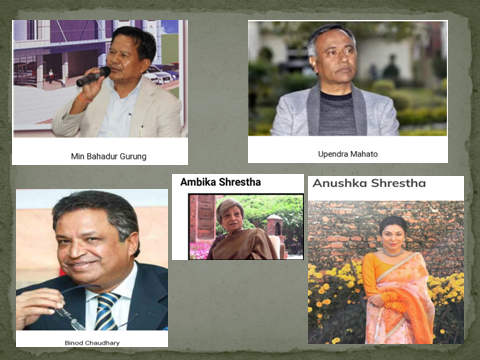 Min Bahadur Gurung
Upendra Mahato
Ambika Shrestha
Anushka Shrestha
Binod Chaudhary